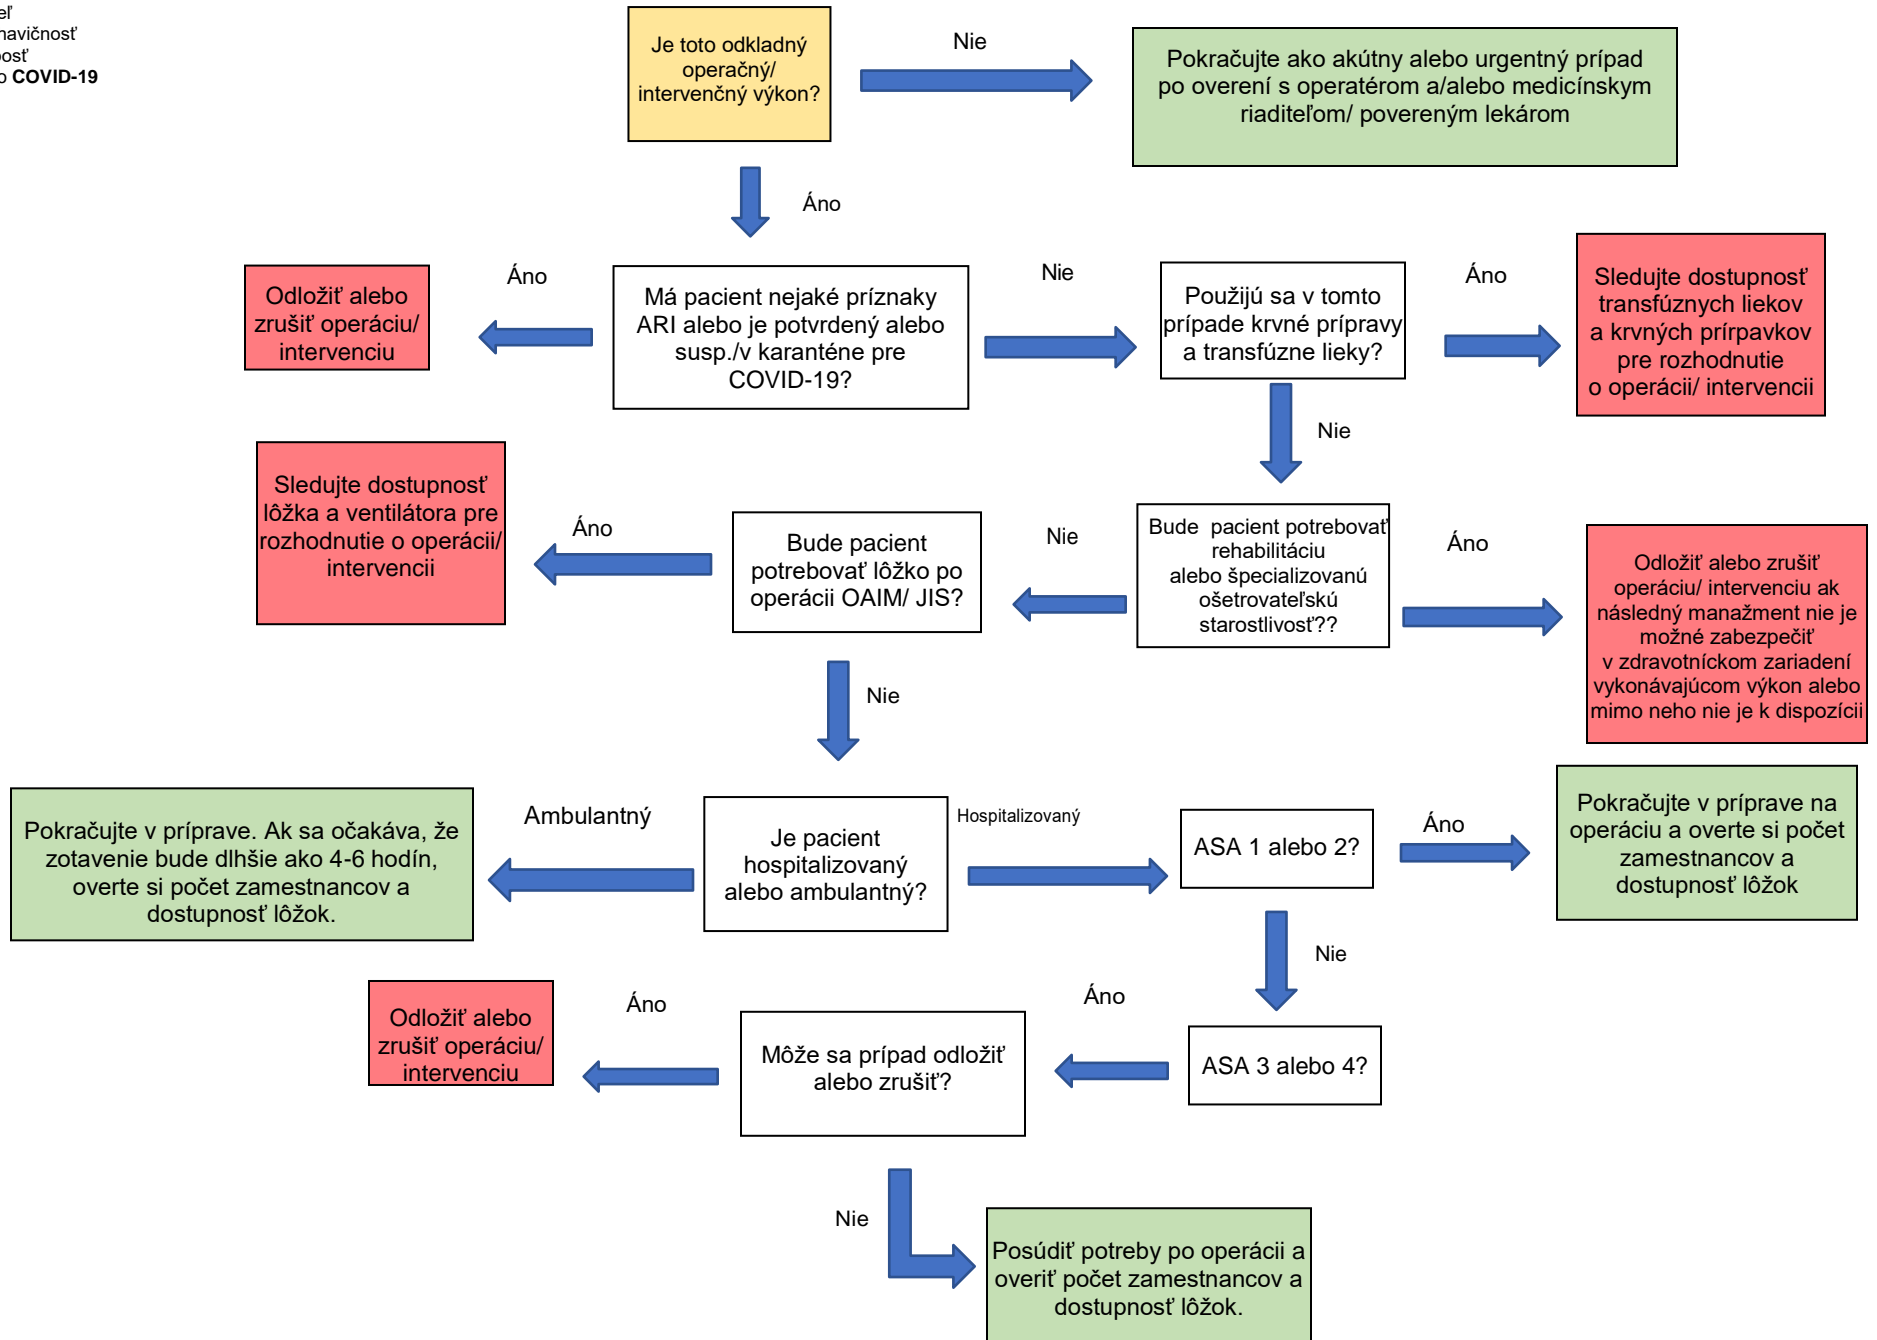 COVID-19
Je toto odkladný
operačný/
intervenčný výkon?
Nie
Pokračujte ako akútny alebo urgentný prípad
po overení s operatérom a/alebo medicínskym
riaditeľom/ povereným lekárom
Áno
Odložiť alebo
zrušiť operáciu/
intervenciu
Áno
Má pacient nejaké príznaky
ARI alebo je potvrdený alebo
susp./v karanténe pre
COVID-19?
Nie
Použijú sa v tomto
prípade krvné prípravy
a transfúzne lieky?
Áno
Sledujte dostupnosť
transfúznych liekov
a krvných prírpavkov
pre rozhodnutie
o operácii/ intervencii
Nie
Sledujte dostupnosť
lôžka a ventilátora pre
rozhodnutie o operácii/
intervencii
Áno
Bude pacient
potrebovať lôžko po
operácii OAIM/ JIS?
Nie
Bude pacient potrebovať
rehabilitáciu
alebo špecializovanú
ošetrovateľskú
starostlivosť??
Áno
Odložiť alebo zrušiť
operáciu/ intervenciu ak
následný manažment nie je
možné zabezpečiť
v zdravotníckom zariadení
vykonávajúcom výkon alebo
mimo neho nie je k dispozícii
Nie
Pokračujte v príprave. Ak sa očakáva, že
zotavenie bude dlhšie ako 4-6 hodín,
overte si počet zamestnancov a
dostupnosť lôžok.
Ambulantný
Je pacient
hospitalizovaný
alebo ambulantný?
Hospitalizovaný
ASA 1 alebo 2?
Áno
Pokračujte v príprave na
operáciu a overte si počet
zamestnancov a
dostupnosť lôžok
Nie
Odložiť alebo
zrušiť operáciu/
intervenciu
Áno
Môže sa prípad odložiť
alebo zrušiť?
Áno
ASA 3 alebo 4?
Nie
Posúdiť potreby po operácii a
overiť počet zamestnancov a
dostupnosť lôžok.